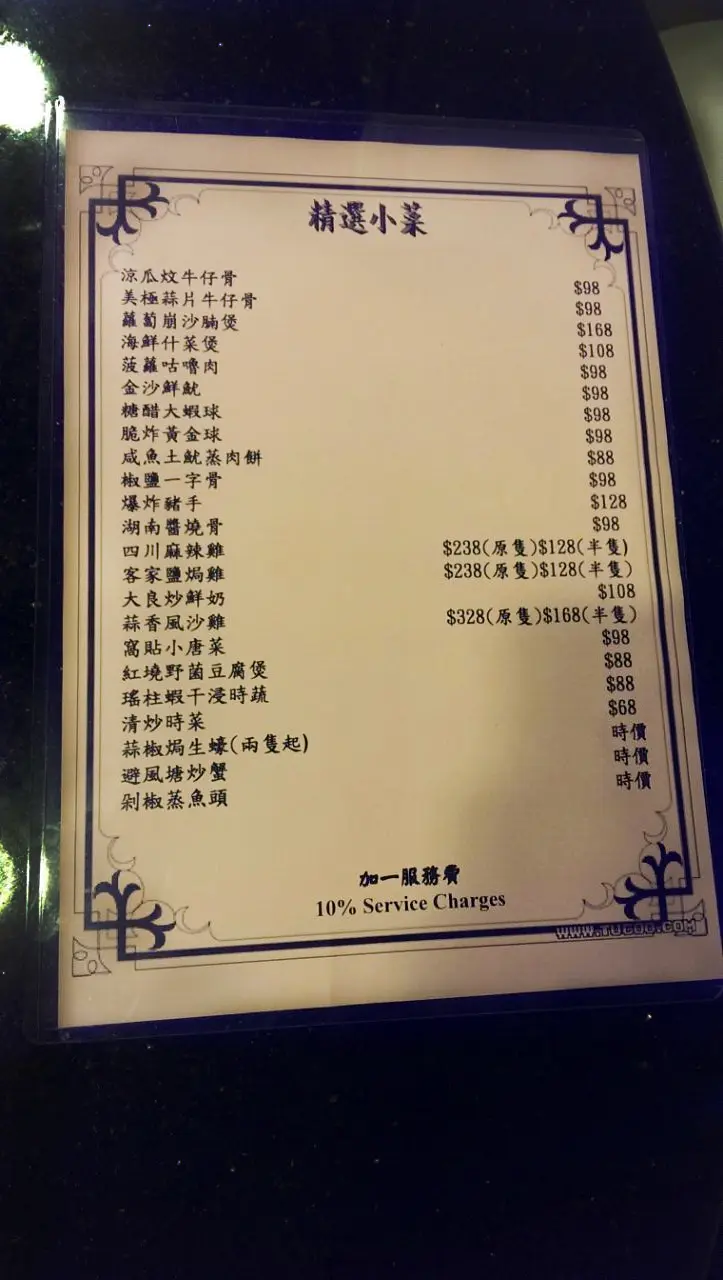 精選小菜
涼瓜炆牛仔骨 $98
美極蒜片牛仔骨 $98
蘿蔔崩沙腩煲 $168
海鮮什菜煲 $108
菠蘿咕嚕肉 $98
金沙鮮魷 $98
糖醋大蝦球 $98
脆炸黃金球 $98
咸魚土魷蒸肉餅 $88
椒鹽一字骨 $98
爆炸豬手 $128
湖南醬燒骨 $98
四川麻辣雞 $238(原隻)$128(半隻)
客家鹽焗雞 $238(原隻)$128(半隻)
大良炒鮮奶 $108
蒜香風沙雞 $328(原隻)$168(半隻)
窩貼小唐菜 $98
紅燒野菌豆腐煲 $88
瑤柱蝦干浸時蔬 $88
清炒時菜 $68
蒜椒焗生蠔(兩隻起) 時價
避風塘炒蟹 時價
剁椒蒸魚頭 時價
加一服務費
10% Service Charges
WWW.TUCOO.COM